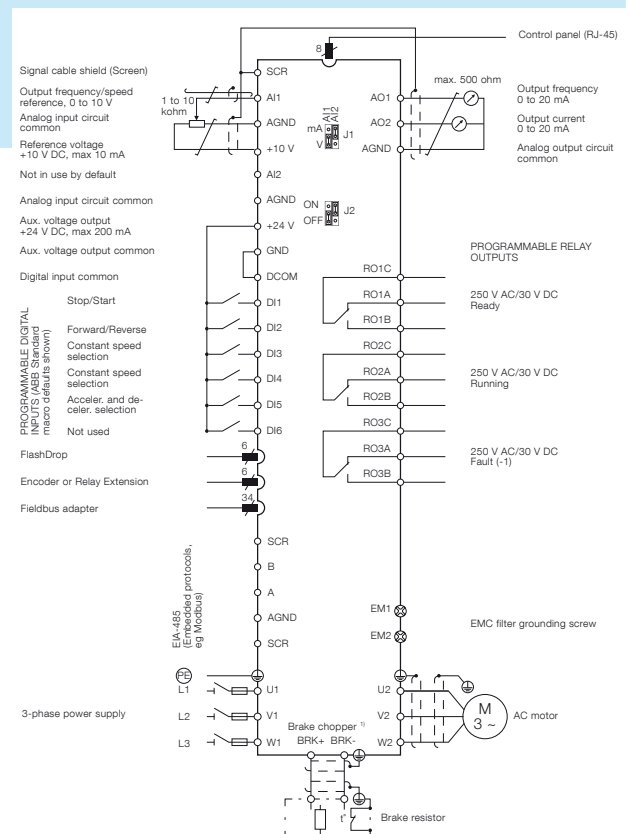 8
Control panel (RJ-45)
Signal cable shield (Screen)
SCR
max. 500 ohm
Output frequency/speed
reference, 0 to 10 V
1 to 10
kohm
AI1
AO1
Output frequency
0 to 20 mA
Analog input circuit
common
AGND
AI1
AI2
mA
V
J1
AO2
Output current
0 to 20 mA
Reference voltage
+10 V DC, max 10 mA
+10 V
AGND
Analog output circuit
common
Not in use by default
AI2
Analog input circuit common
AGND
ON
OFF
J2
Aux. voltage output
+24 V DC, max 200 mA
+24 V
Aux. voltage output common
GND
PROGRAMMABLE RELAY
OUTPUTS
Digital input common
DCOM
RO1C
PROGRAMMABLE DIGITAL
INPUTS (ABB Standard
macro defaults shown)
Stop/Start
DI1
RO1A
250 V AC/30 V DC
Ready
Forward/Reverse
DI2
RO1B
Constant speed
selection
DI3
RO2C
Constant speed
selection
DI4
RO2A
250 V AC/30 V DC
Running
Acceler. and de-
celer. selection
DI5
RO2B
Not used
DI6
RO3C
FlashDrop
6
RO3A
250 V AC/30 V DC
Fault (-1)
Encoder or Relay Extension
6
RO3B
Fieldbus adapter
34
SCR
B
A
AGND
SCR
EIA-485
(Embedded protocols,
eg Modbus)
EM1
EMC filter grounding screw
EM2
PE
L1
U1
U2
3-phase power supply
L2
V1
V2
M
3 ~
AC motor
L3
W1
Brake chopper 1)
BRK+ BRK-
W2
t°
Brake resistor